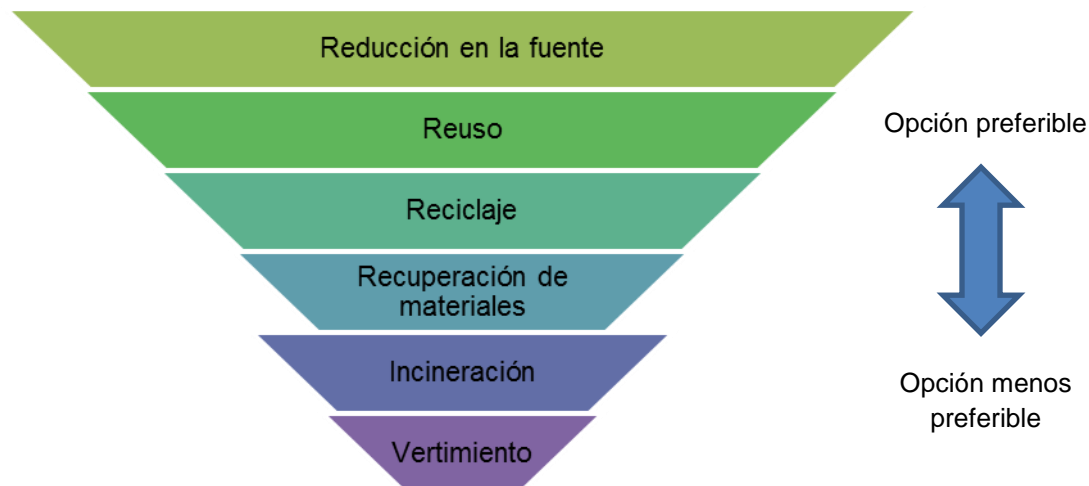 Reducción en la fuente
Reuso
Reciclaje
Recuperación de
materiales
Incineración
Vertimiento
Opción preferible
Opción menos
preferible